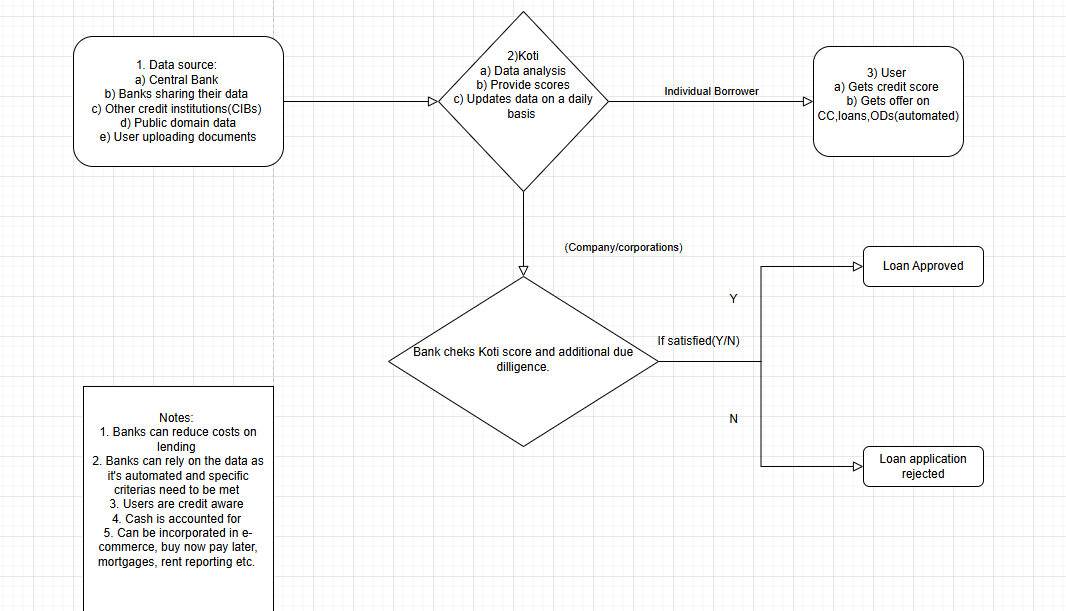 1. Data source:
a) Central Bank
b) Banks sharing their data
c) Other credit institutions(CIBs)
d) Public domain data
e) User uploading documents
2)Koti
a) Data analysis
b) Provide scores
c) Updates data on a daily
basis
Individual Borrower
3) User
a) Gets credit score
b) Gets offer on
CC,loans,ODs(automated)
(Company/corporations)
Bank cheks Koti score and additional due
dilligence.
If satisfied(Y/N)
Y
Loan Approved
N
Loan application
rejected
Notes:
1. Banks can reduce costs on
lending
2. Banks can rely on the data as
it's automated and specific
criterias need to be met
3. Users are credit aware
4. Cash is accounted for
5. Can be incorporated in e-
commerce, buy now pay later,
mortgages, rent reporting etc.